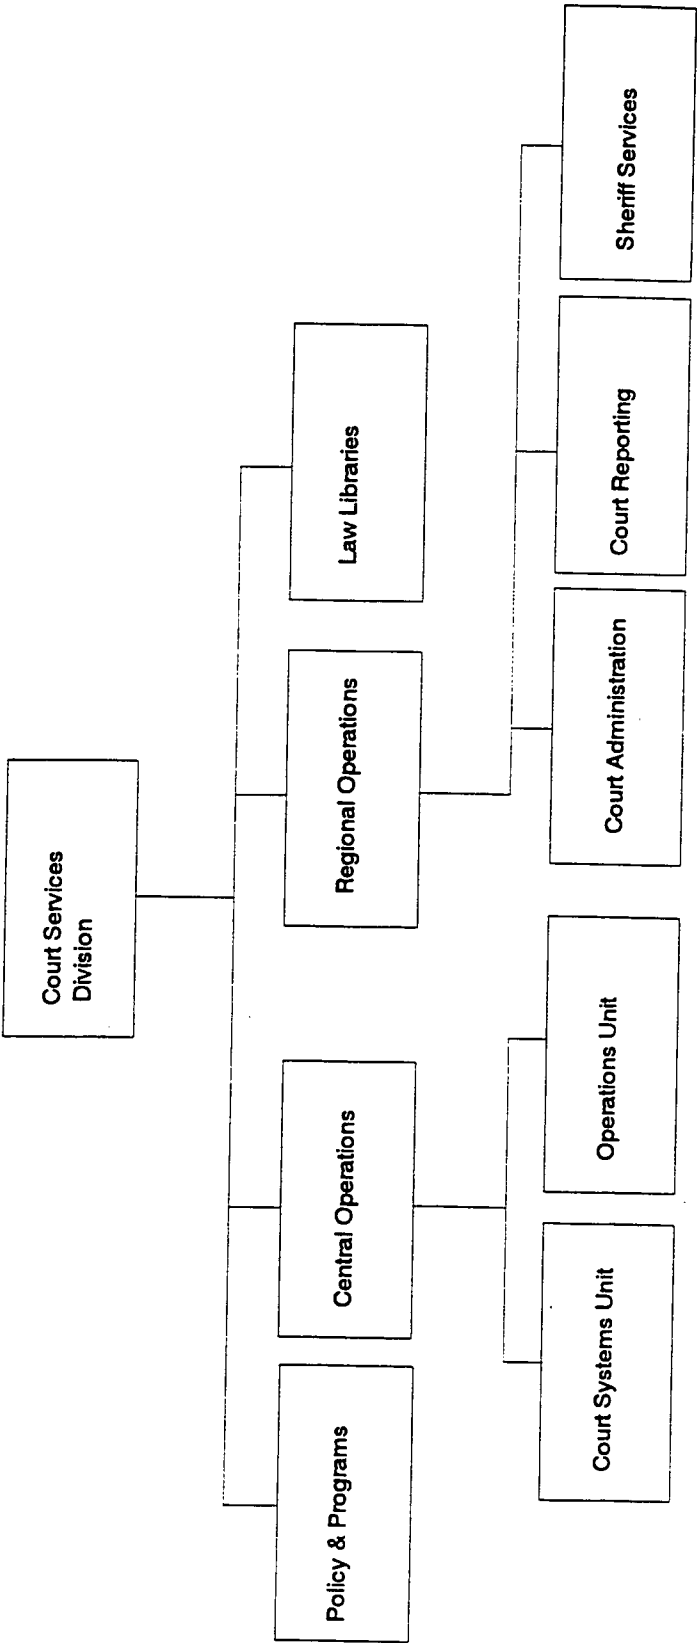 Court Services
Division
Policy & Programs
Central Operations
Regional Operations
Law Libraries
Court Systems Unit
Operations Unit
Court Administration
Court Reporting
Sheriff Services